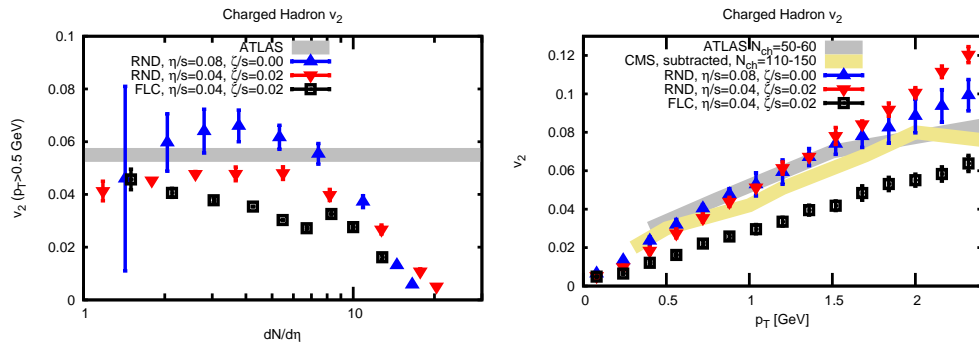 Charged Hadron v2
ATLAS
RND, η/s=0.08, ζ/s=0.00
RND, η/s=0.04, ζ/s=0.02
FLC, η/s=0.04, ζ/s=0.02
v2 (pT>0.5 GeV)
0.1
0.08
0.06
0.04
0.02
0
1
10
dN/dη
Charged Hadron v2
ATLAS Nch=50-60
CMS, subtracted, Nch=110-150
RND, η/s=0.08, ζ/s=0.00
RND, η/s=0.04, ζ/s=0.02
FLC, η/s=0.04, ζ/s=0.02
v2
0.12
0.1
0.08
0.06
0.04
0.02
0
0
0.5
1
1.5
2
pT [GeV]